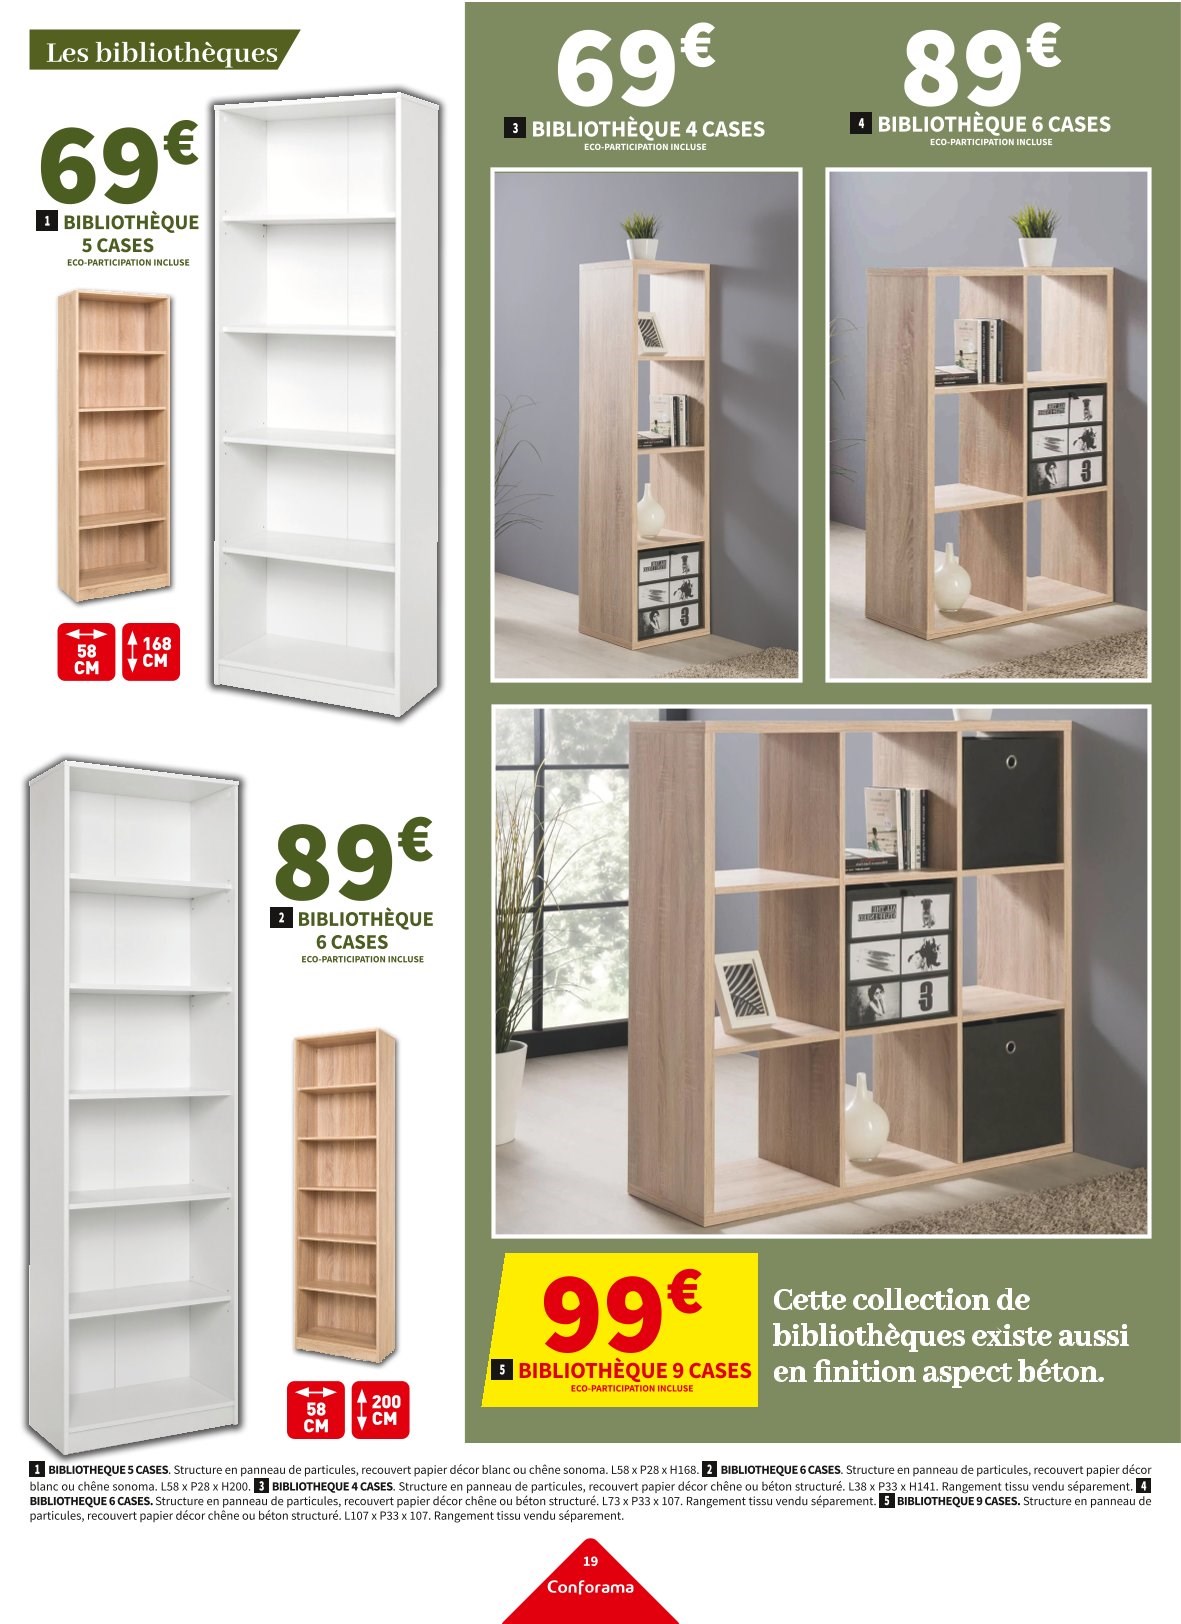 Les bibliothèques
69€
1 BIBLIOTHÈQUE
5 CASES
ECO-PARTICIPATION INCLUSE
58
CM
168
CM
89€
2 BIBLIOTHÈQUE
6 CASES
ECO-PARTICIPATION INCLUSE
58
CM
200
CM
69€
3 BIBLIOTHÈQUE 4 CASES
ECO-PARTICIPATION INCLUSE
89€
4 BIBLIOTHÈQUE 6 CASES
ECO-PARTICIPATION INCLUSE
3
3
3
99€
5 BIBLIOTHÈQUE 9 CASES
ECO-PARTICIPATION INCLUSE
Cette collection de
bibliothèques existe aussi
en finition aspect béton.
1 BIBLIOTHEQUE 5 CASES. Structure en panneau de particules, recouvert papier décor blanc ou chêne sonoma. L58 x P28 x H168. 2 BIBLIOTHEQUE 6 CASES. Structure en panneau de particules, recouvert papier décor
blanc ou chêne sonoma. L58 x P28 x H200. 3 BIBLIOTHEQUE 4 CASES. Structure en panneau de particules, recouvert papier décor chêne ou béton structuré. L38 x P33 x H141. Rangement tissu vendu séparement. 4
BIBLIOTHEQUE 6 CASES. Structure en panneau de particules, recouvert papier décor chêne ou béton structuré. L73 x P33 x 107. Rangement tissu vendu séparement. 5 BIBLIOTHEQUE 9 CASES. Structure en panneau de
particules, recouvert papier décor chêne ou béton structuré. L107 x P33 x 107. Rangement tissu vendu séparement.
19
Conforama